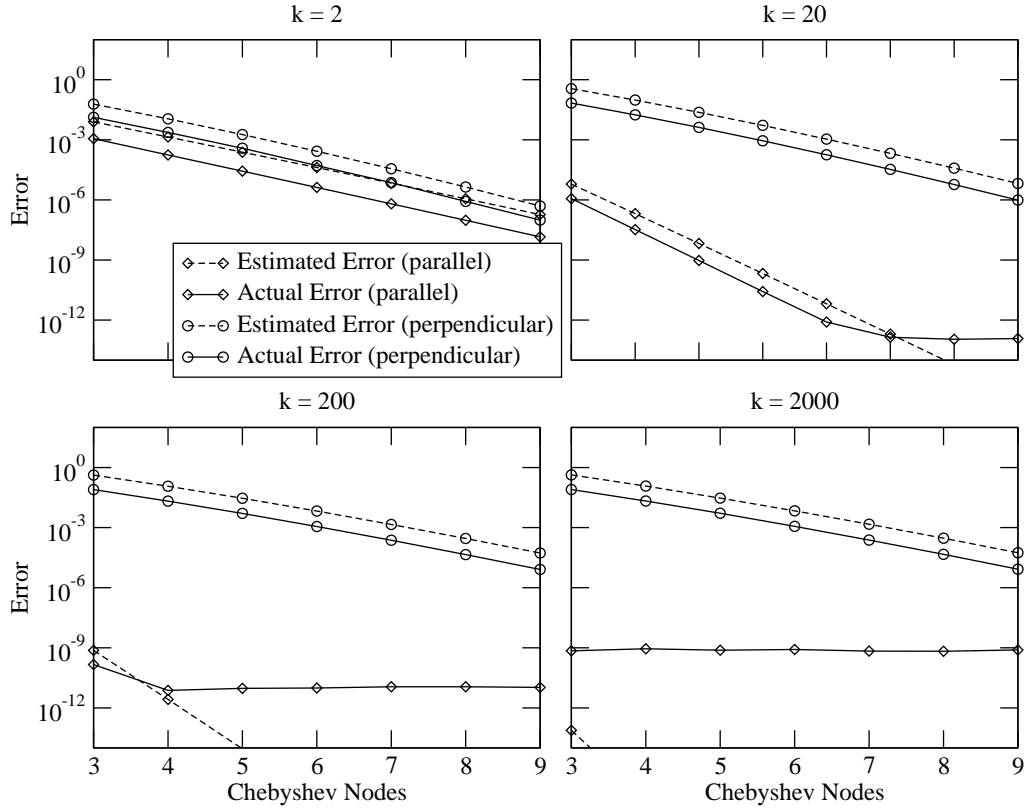 k = 2
k = 20
10^0
10^-3
10^-6
10^-9
10^-12
Error
Estimated Error (parallel)
Actual Error (parallel)
Estimated Error (perpendicular)
Actual Error (perpendicular)
k = 200
k = 2000
10^0
10^-3
10^-6
10^-9
10^-12
Error
3 4 5 6 7 8 9
3 4 5 6 7 8 9
Chebyshev Nodes
Chebyshev Nodes